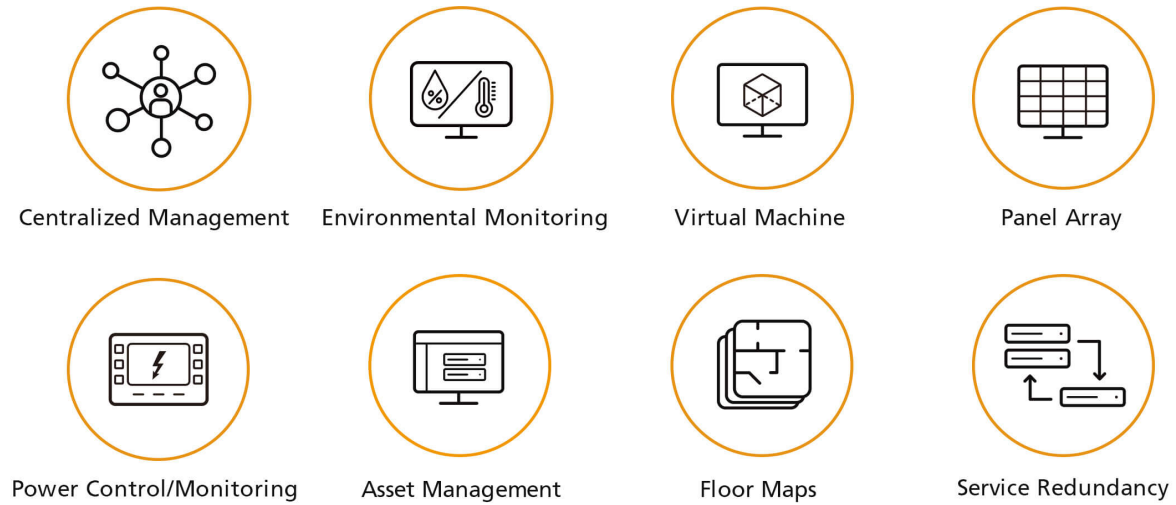 Centralized Management
Environmental Monitoring
Virtual Machine
Panel Array
Power Control/Monitoring
Asset Management
Floor Maps
Service Redundancy